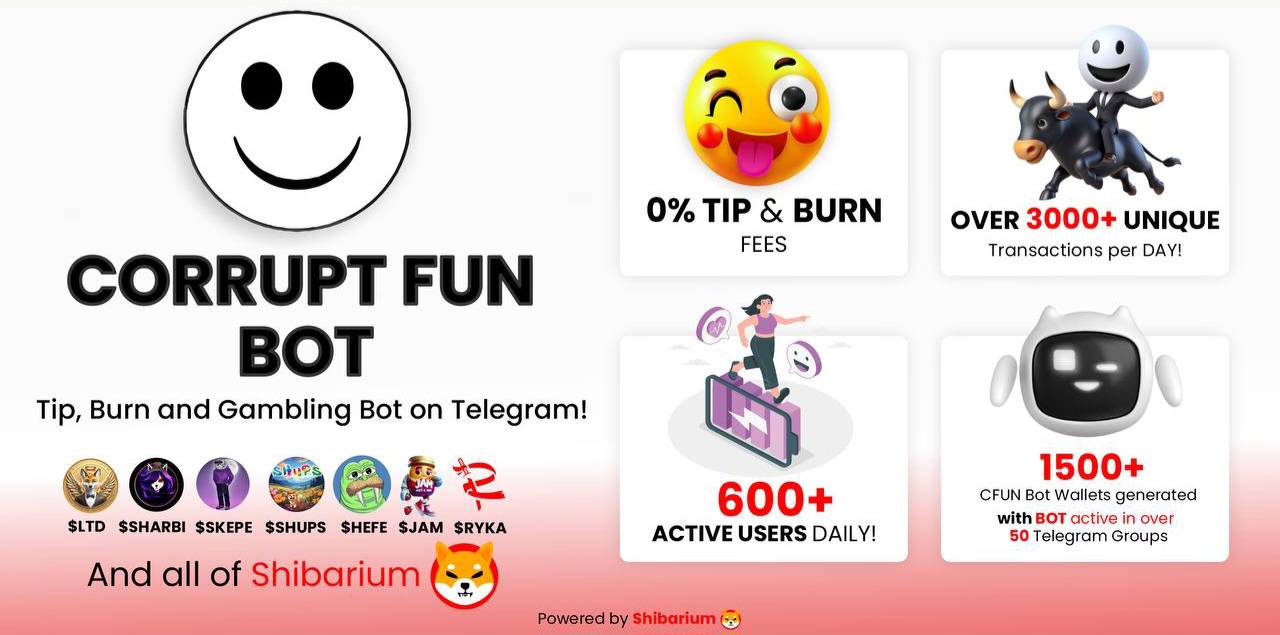 CORRUPT FUN
BOT
Tip, Burn and Gambling Bot on Telegram!
SHUPS
JAM
$LTD $SHARBI $SKEPE $SHUPS $HEFE $JAM $RYKA
And all of Shibarium
0% TIP & BURN
FEES
OVER 3000+ UNIQUE
Transactions per DAY!
600+
ACTIVE USERS DAILY!
1500+
CFUN Bot Wallets generated
with BOT active in over
50 Telegram Groups
Powered by Shibarium